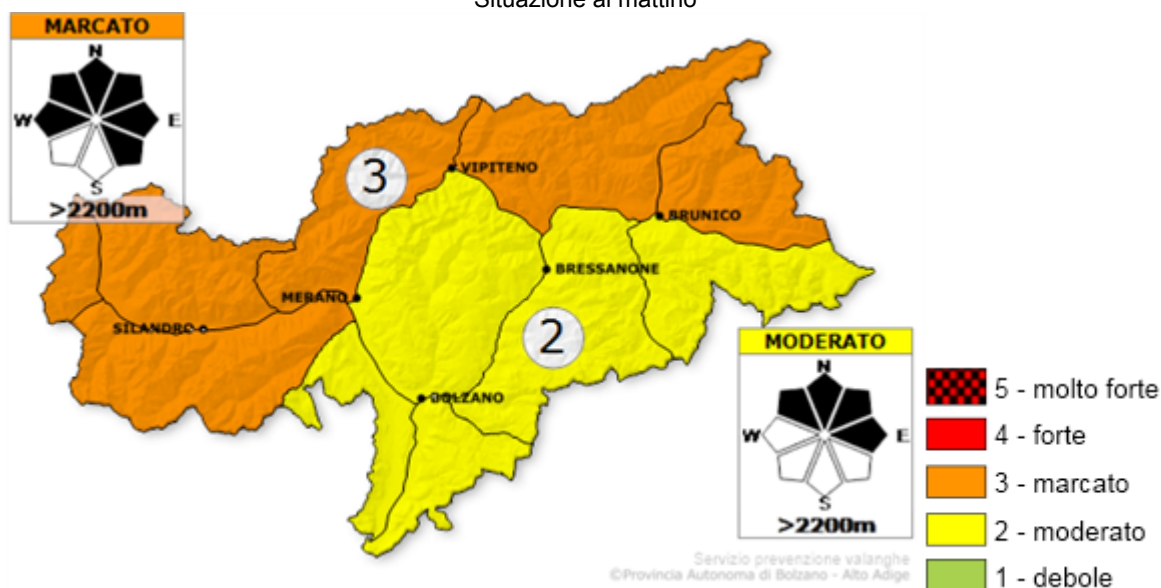 Situazione al mattino
MARCATO
N
W E
S
>2200m
3
VIPITENO
BRUNICO
BRESSANONE
MERANO
SILANDRO
2
BOLZANO
MODERATO
N
W E
S
>2200m
5 - molto forte
4 - forte
3 - marcato
2 - moderato
1 - debole
Servizio prevenzione valanghe
©Provincia Autonoma di Bolzano - Alto Adige